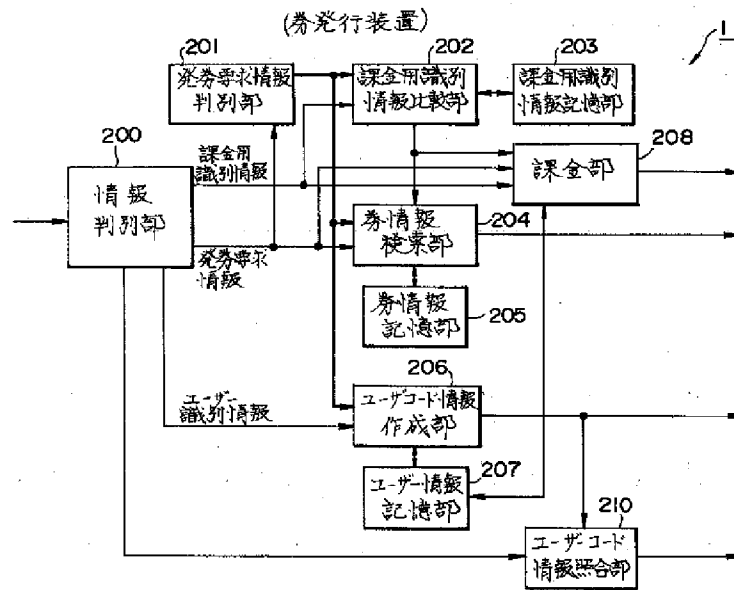 (券発行装置)
1
201
発券要求情報
判別部
202
課金用識別
情報比較部
203
課金用識別
情報記憶部
200
情報
判別部
課金用
識別情報
発券要求
情報
208
課金部
204
券情報
検索部
205
券情報
記憶部
206
ユーザコード情報
作成部
ユーザー
識別情報
207
ユーザー情報
記憶部
210
ユーザーコード
情報照合部